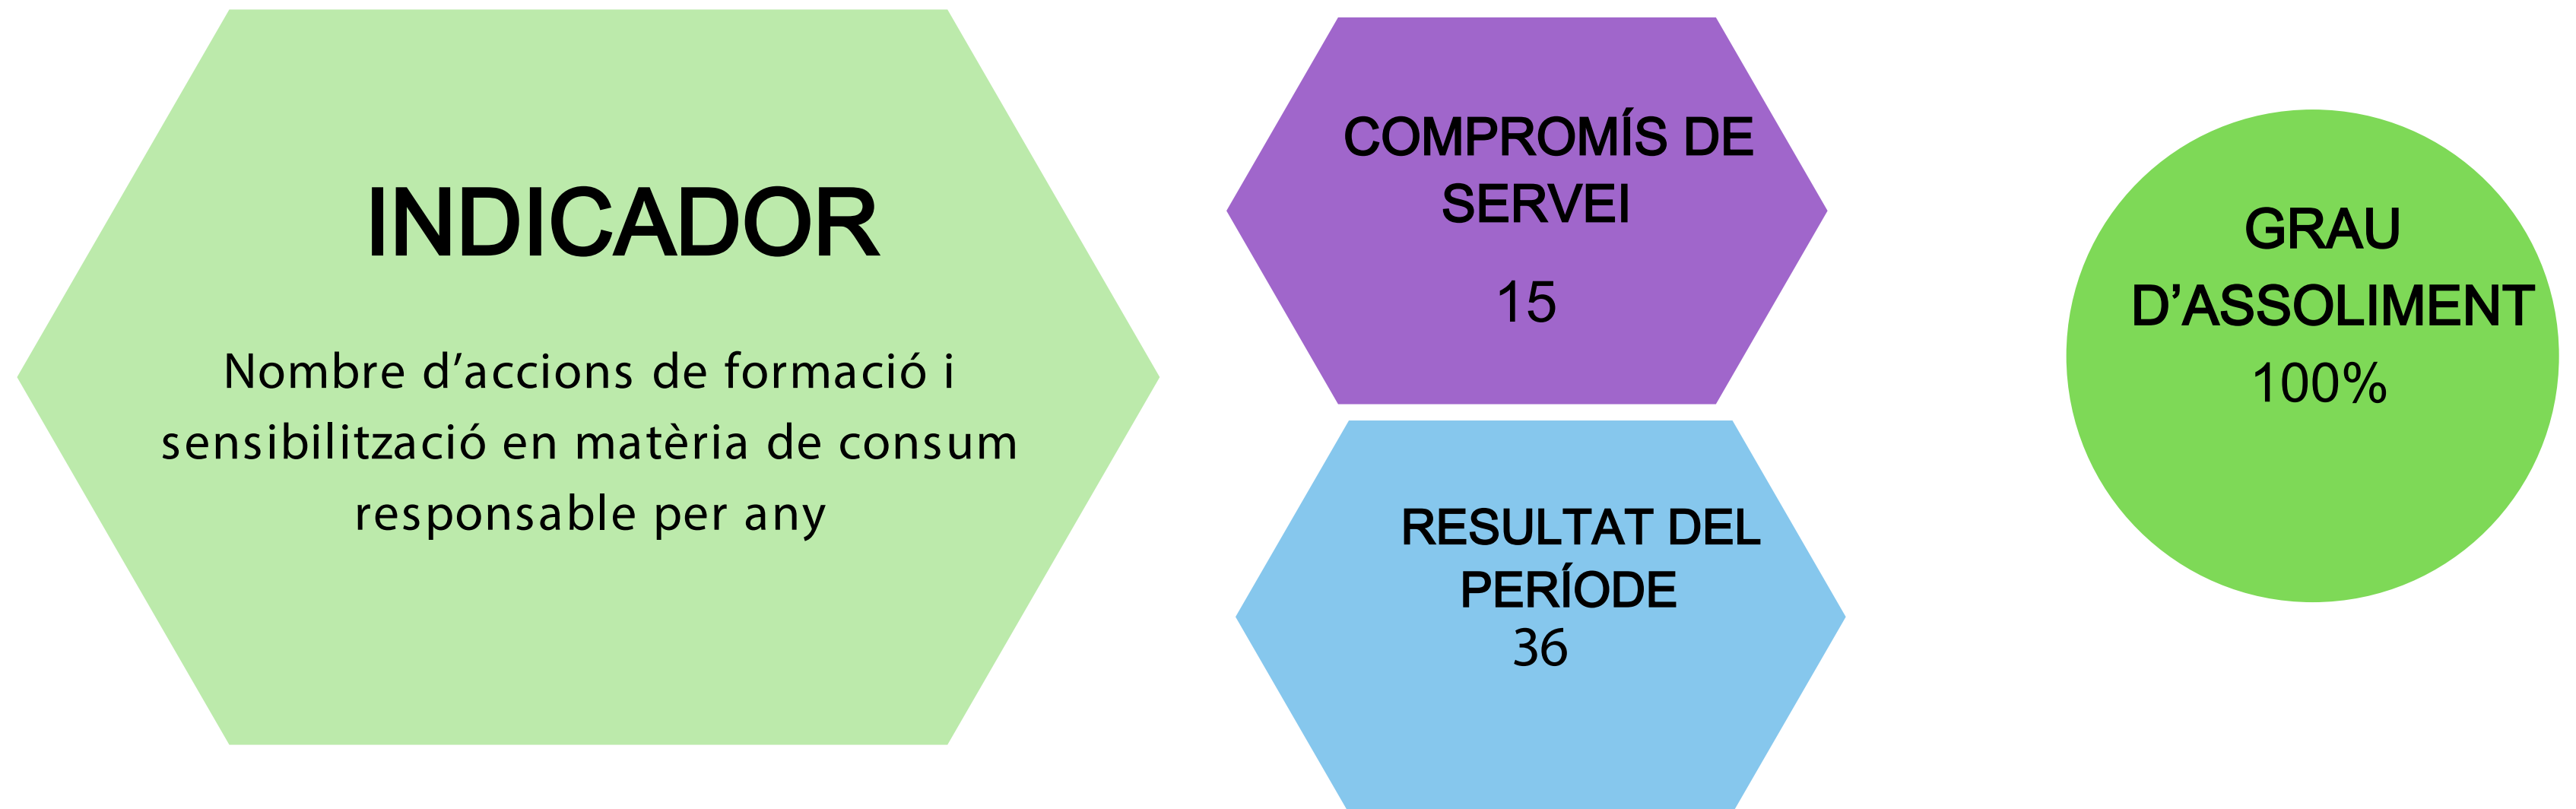 INDICADOR
Nombre d’accions de formació i
sensibilització en matèria de consum
responsable per any
COMPROMÍS DE
SERVEI
15
RESULTAT DEL
PERÍODE
36
GRAU
D’ASSOLIMENT
100%